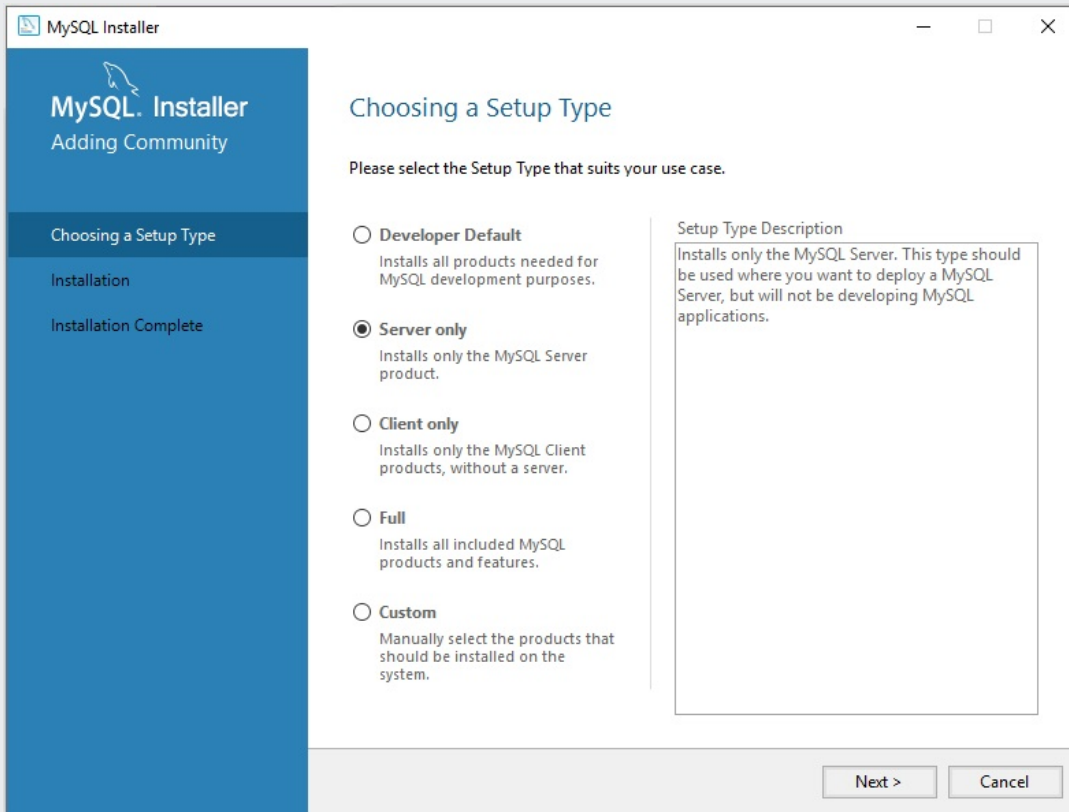 MySQL Installer
MySQL. Installer
Adding Community
Choosing a Setup Type
Installation
Installation Complete
Choosing a Setup Type
Please select the Setup Type that suits your use case.
Developer Default
Installs all products needed for
MySQL development purposes.
Server only
Installs only the MySQL Server
product.
Client only
Installs only the MySQL Client
products, without a server.
Full
Installs all included MySQL
products and features.
Custom
Manually select the products that
should be installed on the
system.
Setup Type Description
Installs only the MySQL Server. This type should
be used where you want to deploy a MySQL
Server, but will not be developing MySQL
applications.
Next >
Cancel